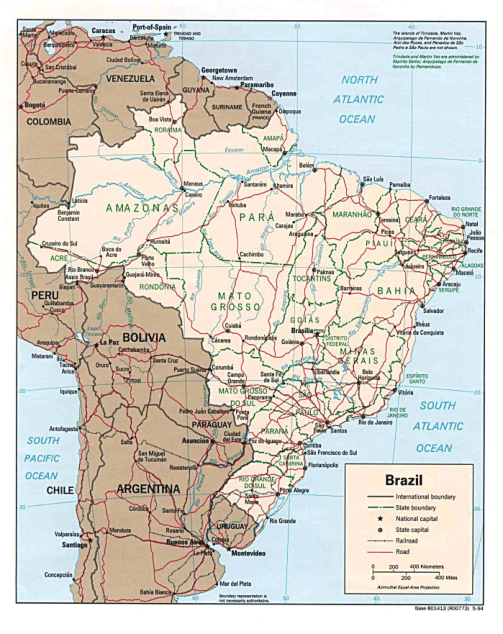 Caracas
Port-of-Spain
TRINIDAD AND
TOBAGO
Maracaibo
Barquisimeto
Valencia
Barcelona
Ciudad Bolívar
San Cristóbal
Bucaramanga
VENEZUELA
Georgetown
New Amsterdam
Paramaribo
Cayenne
Santa Elena
de Uairén
GUYANA
SURINAME
French
Guiana
(FRANCE)
Oiapoque
Bogotá
COLOMBIA
Boa Vista
RORAIMA
AMAPÁ
Macapá
Equator
The islands of Trindade, Martin Vaz,
Arquipélago de Fernando de Noronha,
Atol das Rocas, and Penedos de São
Pedro e São Paulo are not shown.
Trindade and Martin Vaz are administered by
Espírito Santo; Arquipélago de Fernando de
Noronha by Pernambuco.
NORTH
ATLANTIC
OCEAN
Belém
São Luís
Parnaíba
Fortaleza
Manaus
Careiro
Santarém
Altamira
Leticia
Benjamin
Constant
AMAZONAS
Itaituba
PARÁ
Marabá
Carajas
Araguaína
MARANHÃO
Teresina
CEARÁ
RIO GRANDE
DO NORTE
Natal
João
Pessoa
Recife
Picos
PIAUÍ
PERNAMBUCO
ALAGOAS
Maceió
SERGIPE
Aracaju
Juàzeiro
Cruzeiro do Sul
ACRE
Boca do
Acre
Humaitá
Porto
Velho
Rio Branco
Assis Brasil
Iñapari
Guajará-Mirim
Guayaramerín
RONDÔNIA
Cachimbo
Palmas
TOCANTINS
Barreiras
BAHIA
Salvador
Ilhéus
Vitória da Conquista
MATO
GROSSO
Cuiabá
Cáceres
Rondonópolis
GOIÁS
Brasília
DISTRITO
FEDERAL
Goiânia
MINAS
GERAIS
Uberlândia
Belo
Horizonte
ESPÍRITO
SANTO
Vitória
PERU
Cusco
Arequipa
Matarani
Tacna
Arica
La Paz
BOLIVIA
Cochabamba
Oruro
Santa Cruz
Sucre
Potosí
Puerto Suárez
Corumbá
Iquique
Campo
Grande
Santa Fé
do Sul
MATO GROSSO
DO SUL
Panorama
SÃO
PAULO
São
Paulo
Santos
RIO DE
JANEIRO
Rio de Janeiro
Pedro Juan Caballero
Ponta
Porã
PARAGUAY
Asunción
Ciudad
del Este
Foz do Iguaçu
PARANÁ
Curitiba
São Francisco do Sul
SANTA
CATARINA
Florianópolis
Antofagasta
Salta
San Miguel
de Tucumán
Resistencia
SOUTH
PACIFIC
OCEAN
SOUTH
ATLANTIC
OCEAN
CHILE
ARGENTINA
RIO GRANDE
DO SUL
Santa
Maria
Pôrto Alegre
Rio Grande
Córdoba
Santa Fe
Rosario
Mendoza
Valparaíso
Santiago
URUGUAY
Buenos Aires
La Plata
Colonia
Montevideo
Concepción
Mar del Plata
Bahía Blanca
Brazil
International boundary
State boundary
National capital
State capital
Railroad
Road
0 200 400 Kilometers
0 200 400 Miles
Azimuthal Equal-Area Projection
Boundary representation is
not necessarily authoritative.
Base 801413 (R00773) 5-94